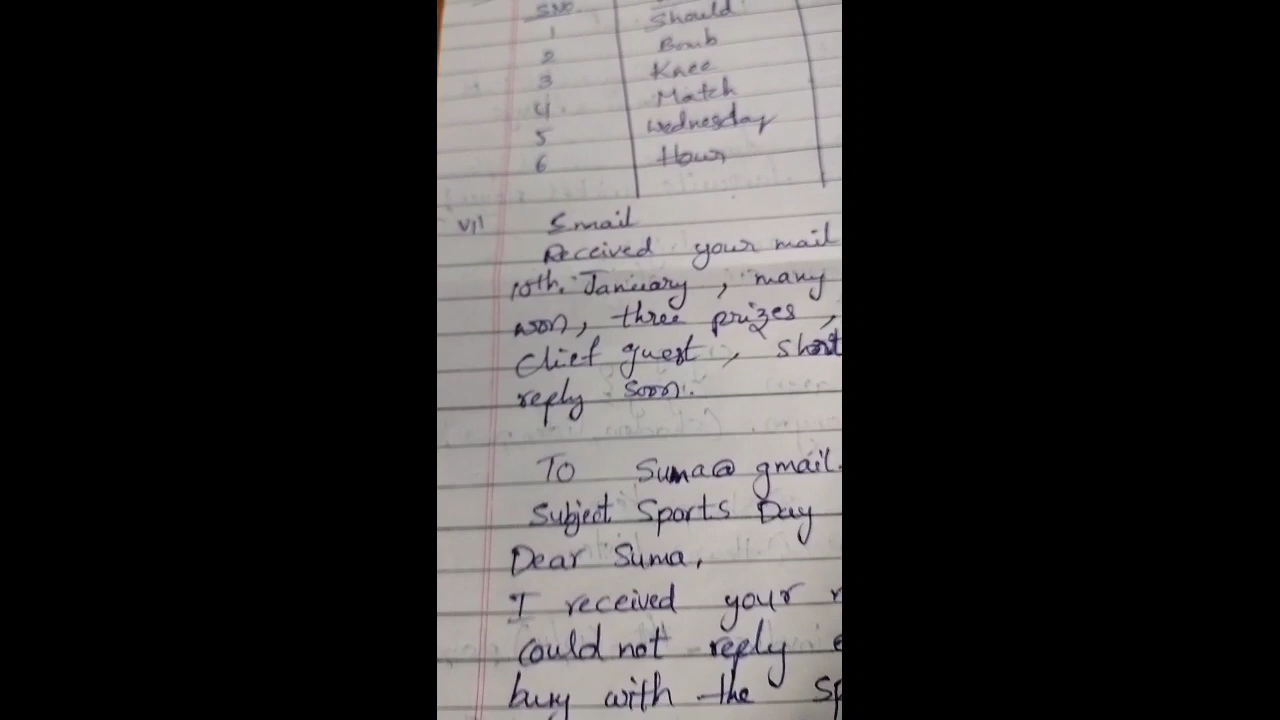 SNO
1 Should
2 Bomb
3 Knee
4 Match
5 Wednesday
6 Hour
VII Email
Received your mail
10th. January, many
won, three prizes,
Chief guest, short
reply soon.
To Suma@gmail.
Subject Sports Day
Dear Suma,
I received your
could not reply
busy with the Sp